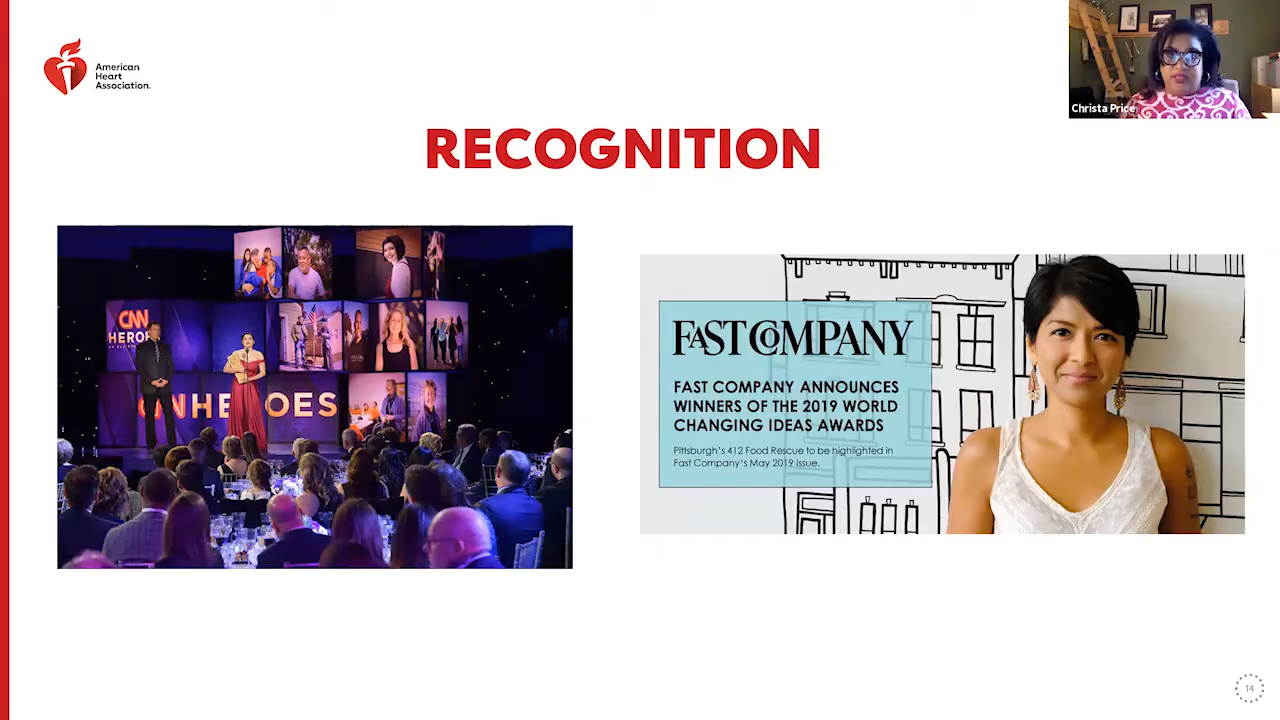 American
Heart
Association.
Christa Price
RECOGNITION
CNN
HEROES
CNNHEROES
FAST COMPANY
FAST COMPANY ANNOUNCES
WINNERS OF THE 2019 WORLD
CHANGING IDEAS AWARDS
Pittsburgh's 412 Food Rescue to be highlighted in
Fast Company's May 2019 Issue.
14